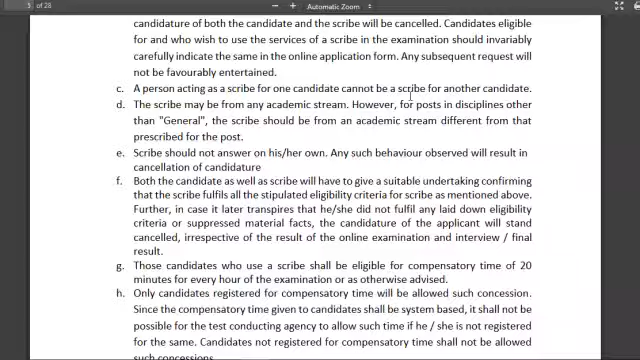 5 of 28
Automatic Zoom
candidature of both the candidate and the scribe will be cancelled. Candidates eligible
for and who wish to use the services of a scribe in the examination should invariably
carefully indicate the same in the online application form. Any subsequent request will
not be favourably entertained.
c. A person acting as a scribe for one candidate cannot be a scribe for another candidate.
d. The scribe may be from any academic stream. However, for posts in disciplines other
than "General", the scribe should be from an academic stream different from that
prescribed for the post.
e. Scribe should not answer on his/her own. Any such behaviour observed will result in
cancellation of candidature
f. Both the candidate as well as scribe will have to give a suitable undertaking confirming
that the scribe fulfils all the stipulated eligibility criteria for scribe as mentioned above.
Further, in case it later transpires that he/she did not fulfil any laid down eligibility
criteria or suppressed material facts, the candidature of the applicant will stand
cancelled, irrespective of the result of the online examination and interview / final
result.
g. Those candidates who use a scribe shall be eligible for compensatory time of 20
minutes for every hour of the examination or as otherwise advised.
h. Only candidates registered for compensatory time will be allowed such concession.
Since the compensatory time given to candidates shall be system based, it shall not be
possible for the test conducting agency to allow such time if he / she is not registered
for the same. Candidates not registered for compensatory time shall not be allowed
such concessions.